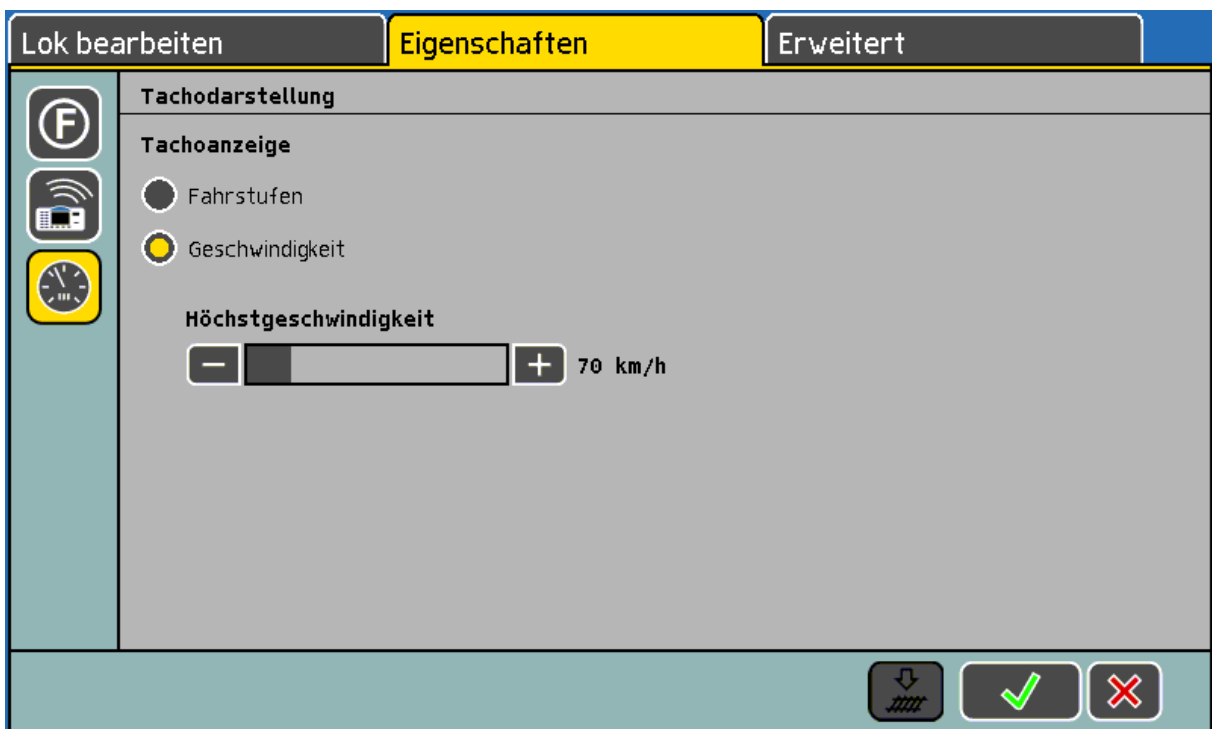 Lok bearbeiten
Eigenschaften
Erweitert
Tachodarstellung
Tachoanzeige
Fahrstufen
Geschwindigkeit
Höchstgeschwindigkeit
70 km/h
F